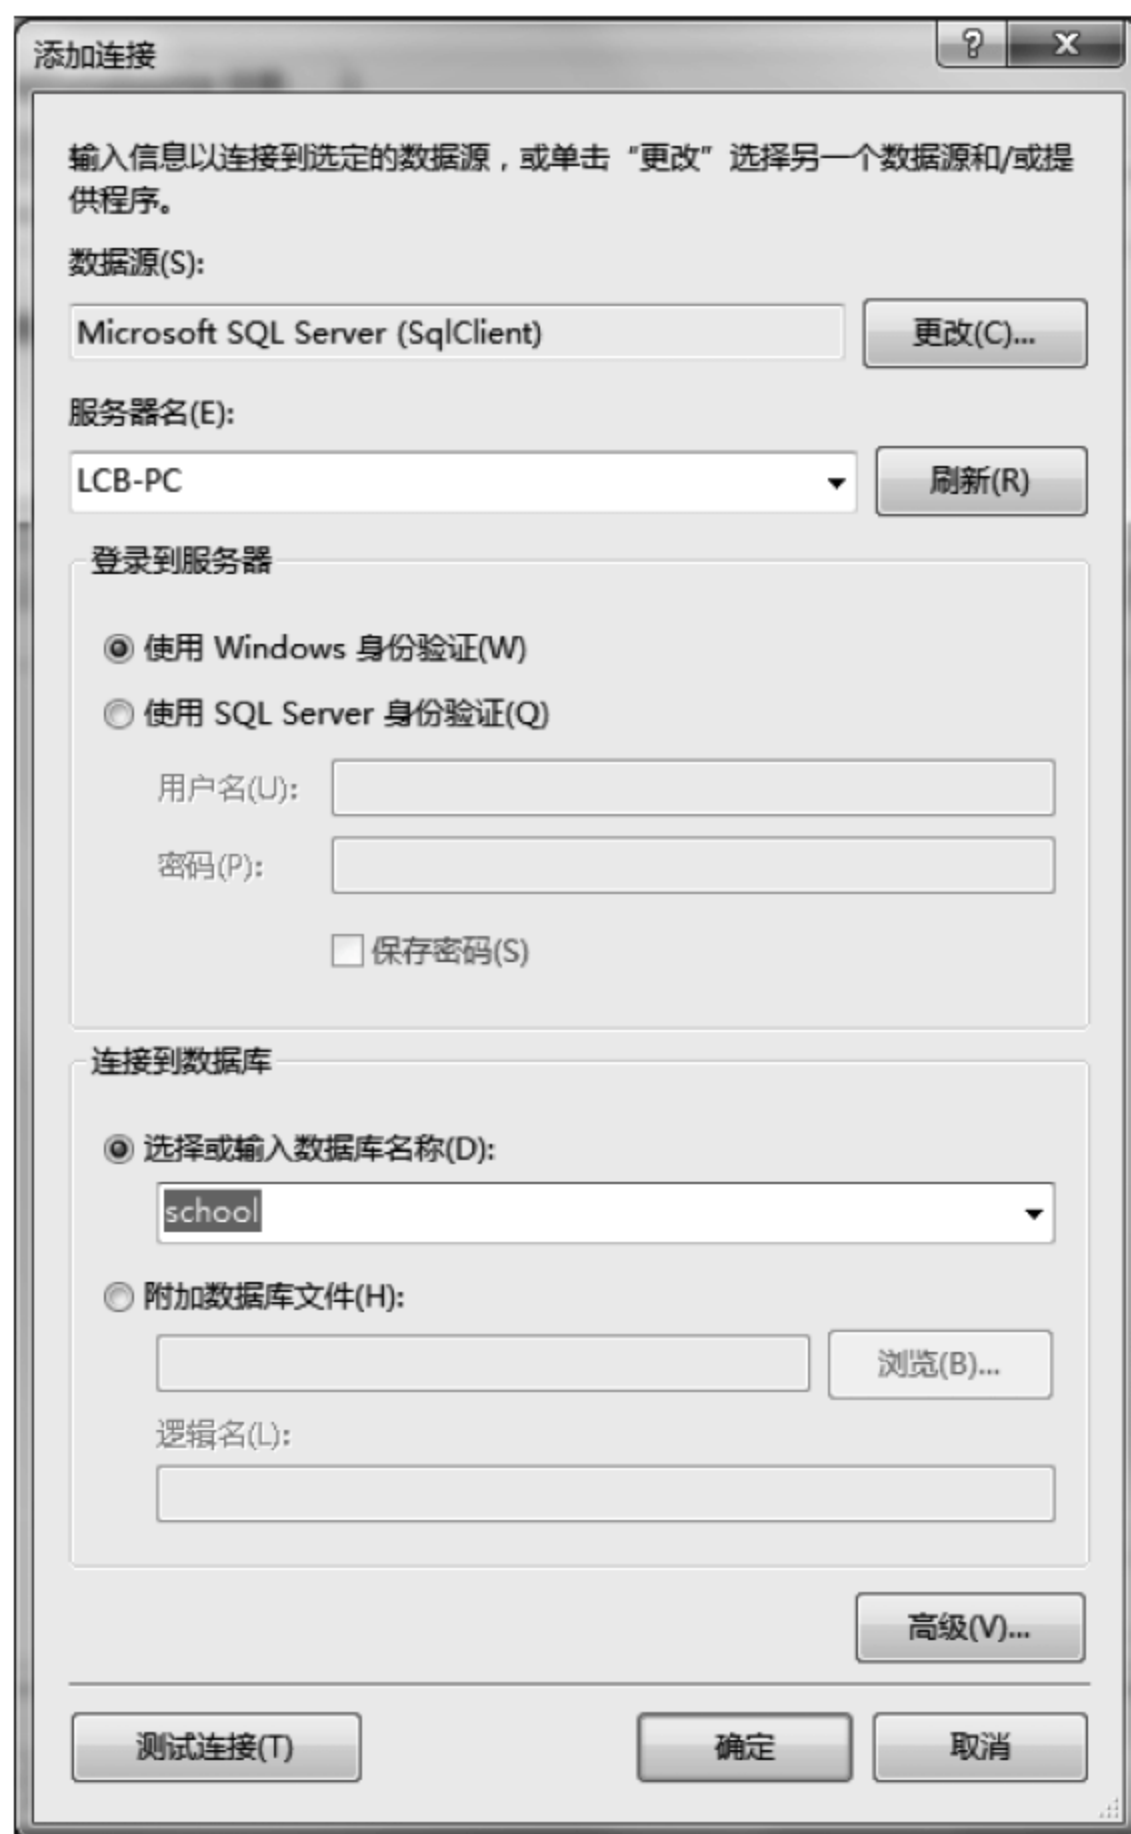 添加连接
输入信息以连接到选定的数据源，或单击“更改”选择另一个数据源和/或提
供程序。
数据源(S):
Microsoft SQL Server (SqlClient)
更改(C)...
服务器名(E):
LCB-PC
刷新(R)
登录到服务器
使用 Windows 身份验证(W)
使用 SQL Server 身份验证(Q)
用户名(U):
密码(P):
保存密码(S)
连接到数据库
选择或输入数据库名称(D):
school
附加数据库文件(H):
浏览(B)...
逻辑名(L):
高级(V)...
测试连接(T)
确定
取消